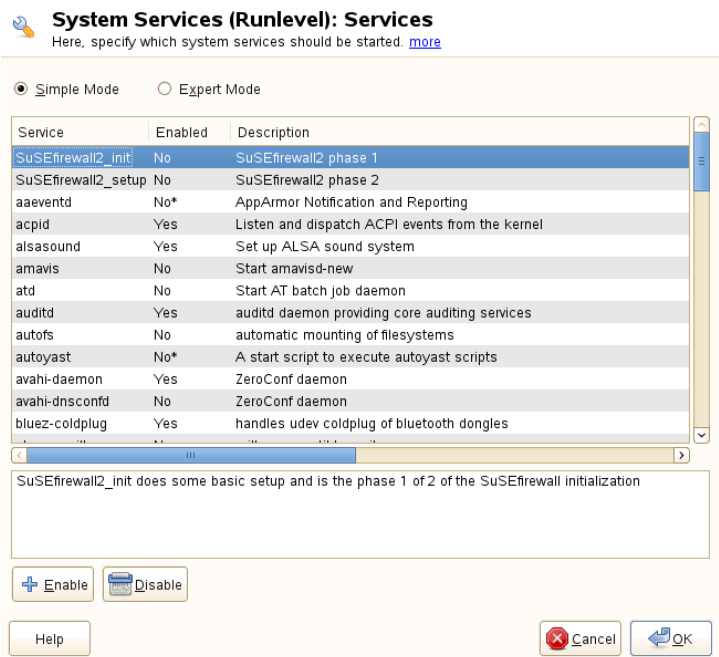 System Services (Runlevel): Services
Here, specify which system services should be started. more
Simple Mode Expert Mode
Service Enabled Description
SuSEfirewall2_init No SuSEfirewall2 phase 1
SuSEfirewall2_setup No SuSEfirewall2 phase 2
aaeventd No* AppArmor Notification and Reporting
acpid Yes Listen and dispatch ACPI events from the kernel
alsasound Yes Set up ALSA sound system
amavis No Start amavisd-new
atd No Start AT batch job daemon
auditd Yes auditd daemon providing core auditing services
autofs No automatic mounting of filesystems
autoyast No* A start script to execute autoyast scripts
avahi-daemon Yes ZeroConf daemon
avahi-dnsconfd No ZeroConf daemon
bluez-coldplug Yes handles udev coldplug of bluetooth dongles
SuSEfirewall2_init does some basic setup and is the phase 1 of 2 of the SuSEfirewall initialization
Enable Disable
Help Cancel OK